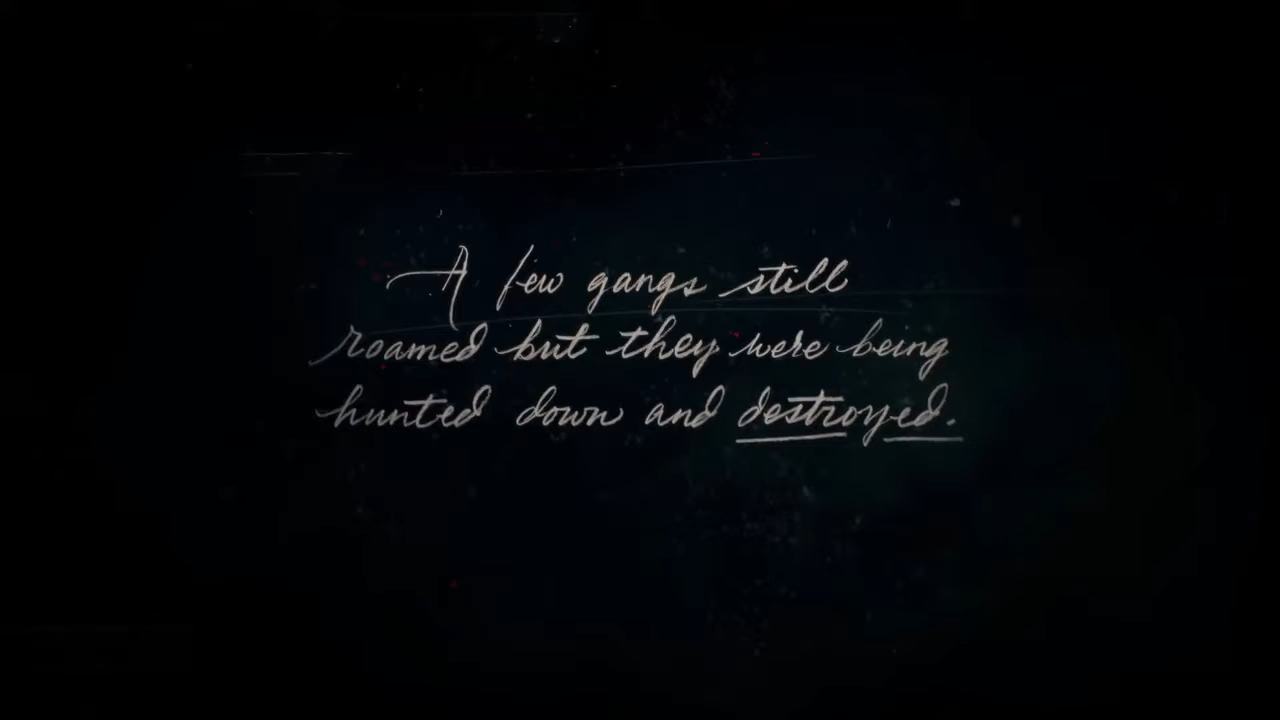 A few gangs still
roamed but they were being
hunted down and destroyed.